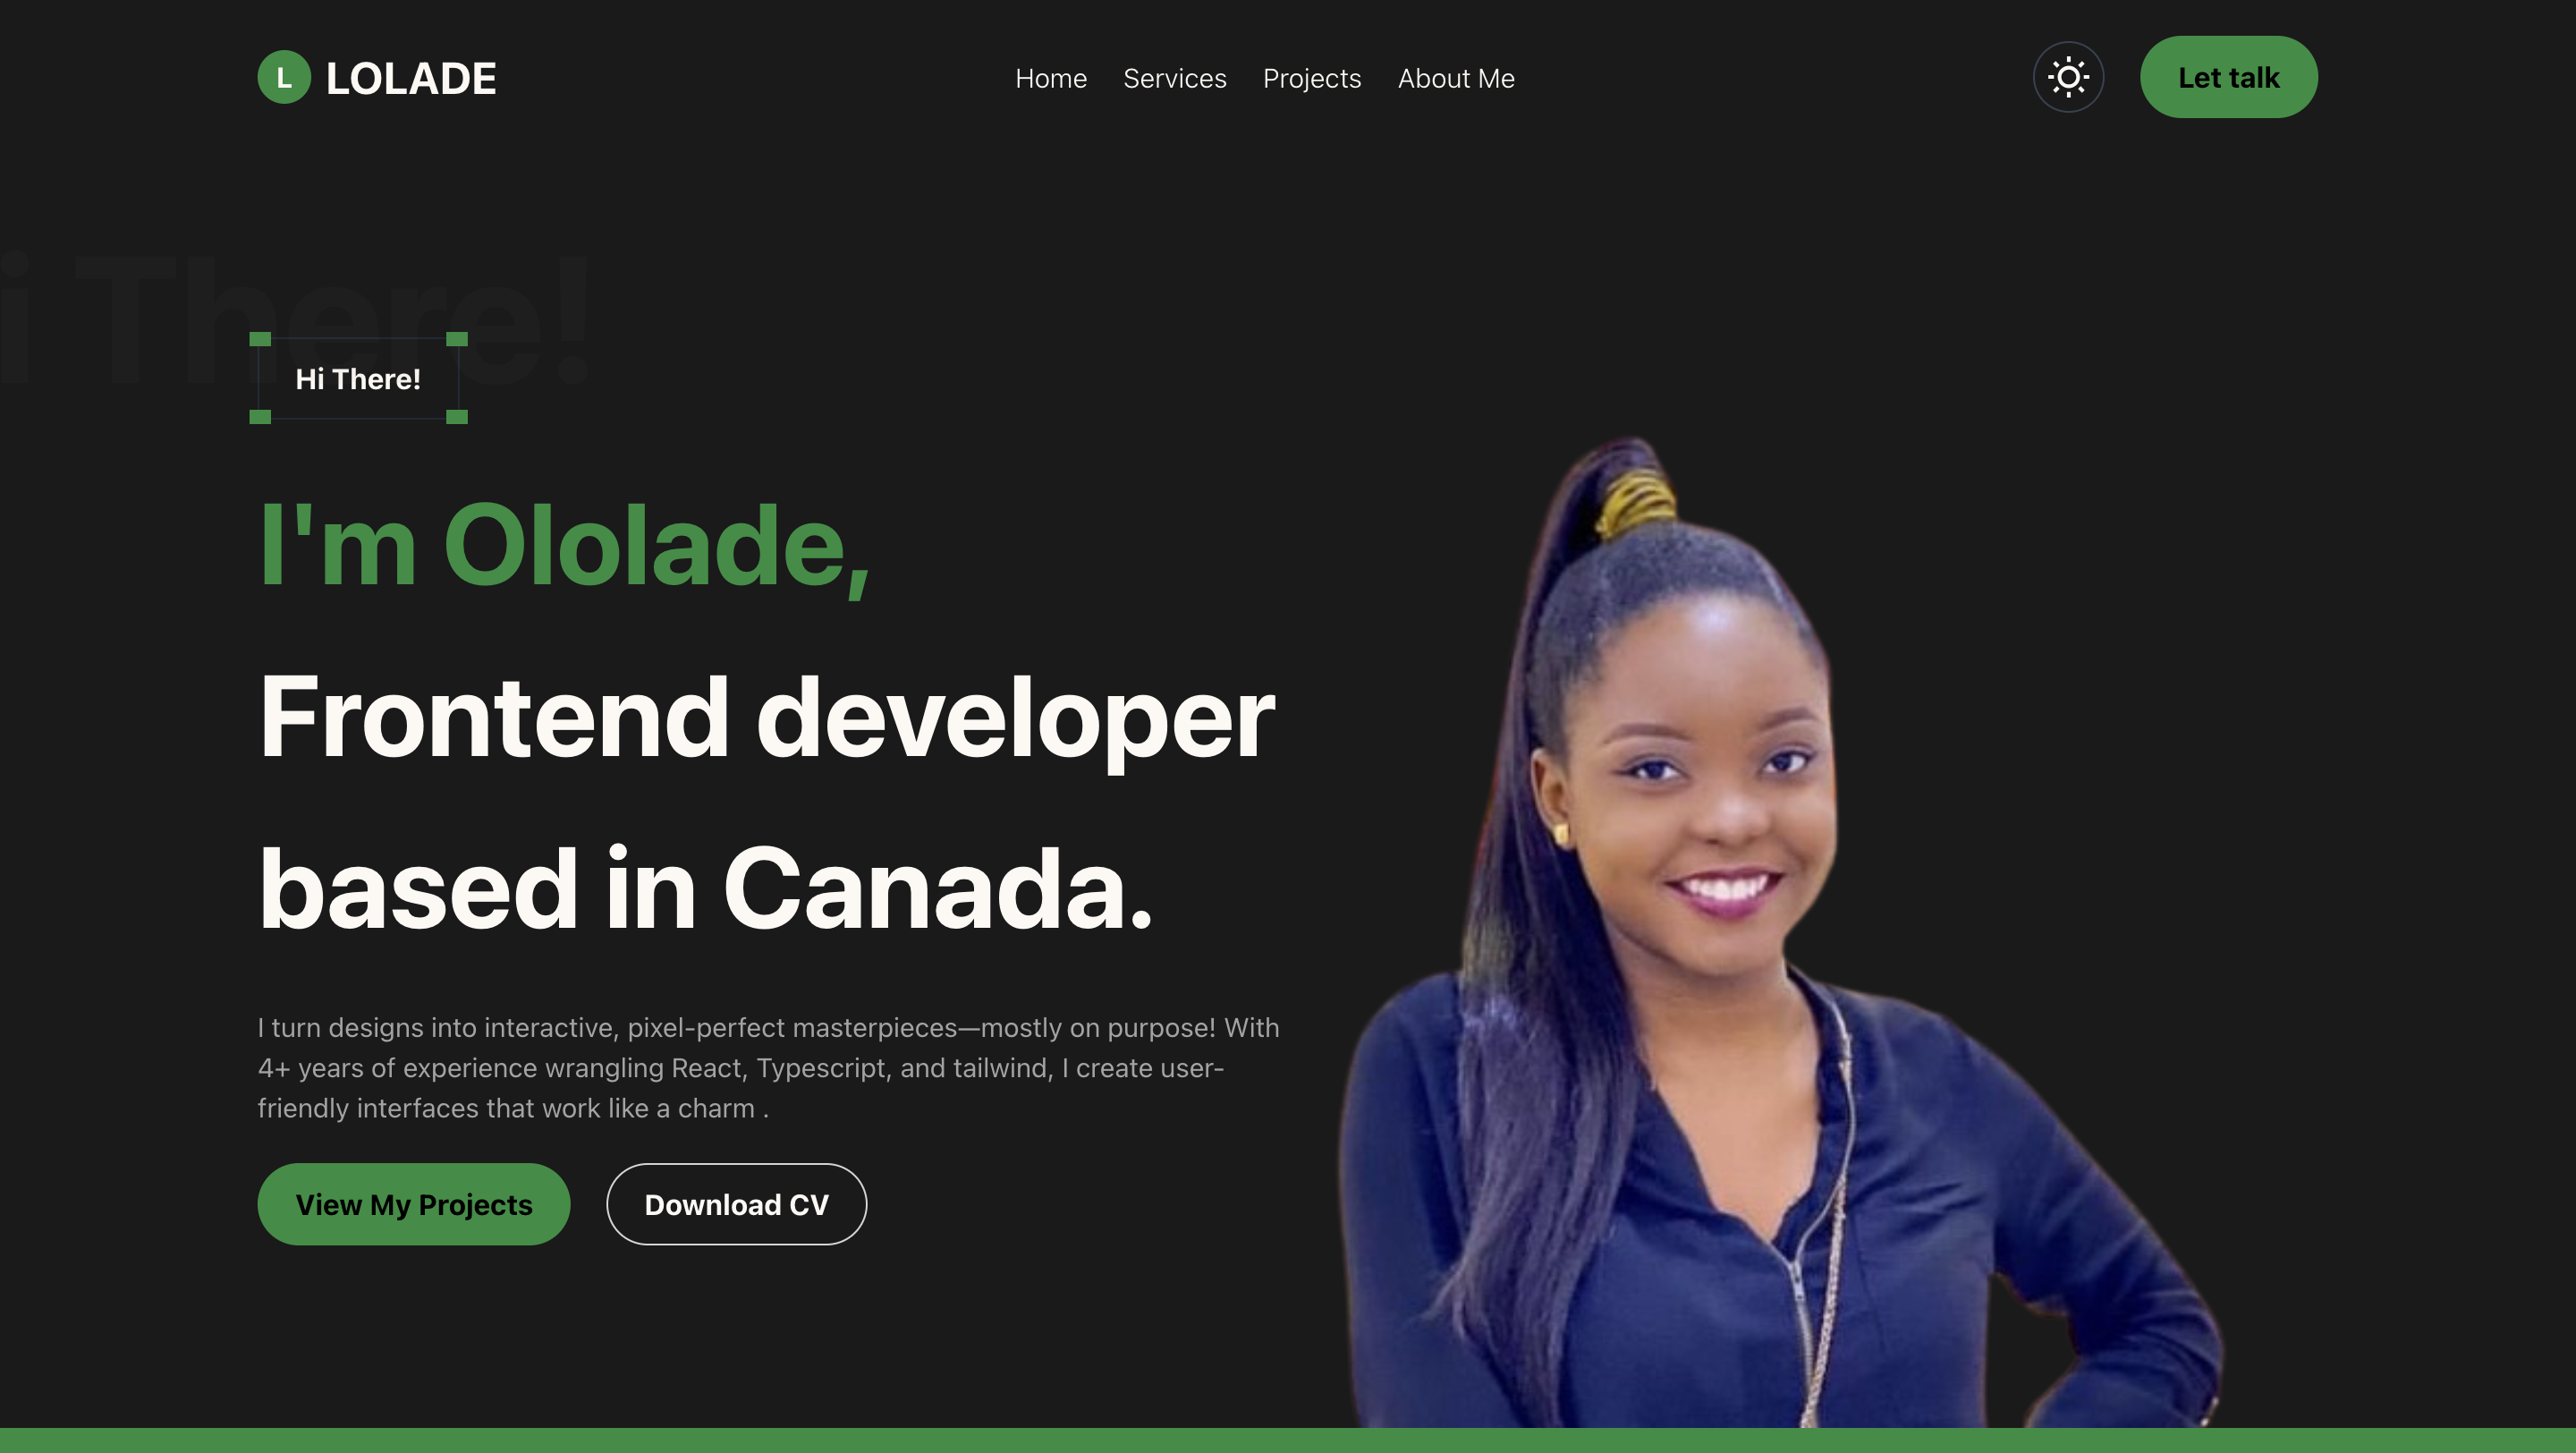 L LOLADE
Home Services Projects About Me
Let talk
i There!
Hi There!
I'm Ololade,
Frontend developer
based in Canada.
I turn designs into interactive, pixel-perfect masterpieces—mostly on purpose! With
4+ years of experience wrangling React, Typescript, and tailwind, I create user-
friendly interfaces that work like a charm .
View My Projects
Download CV